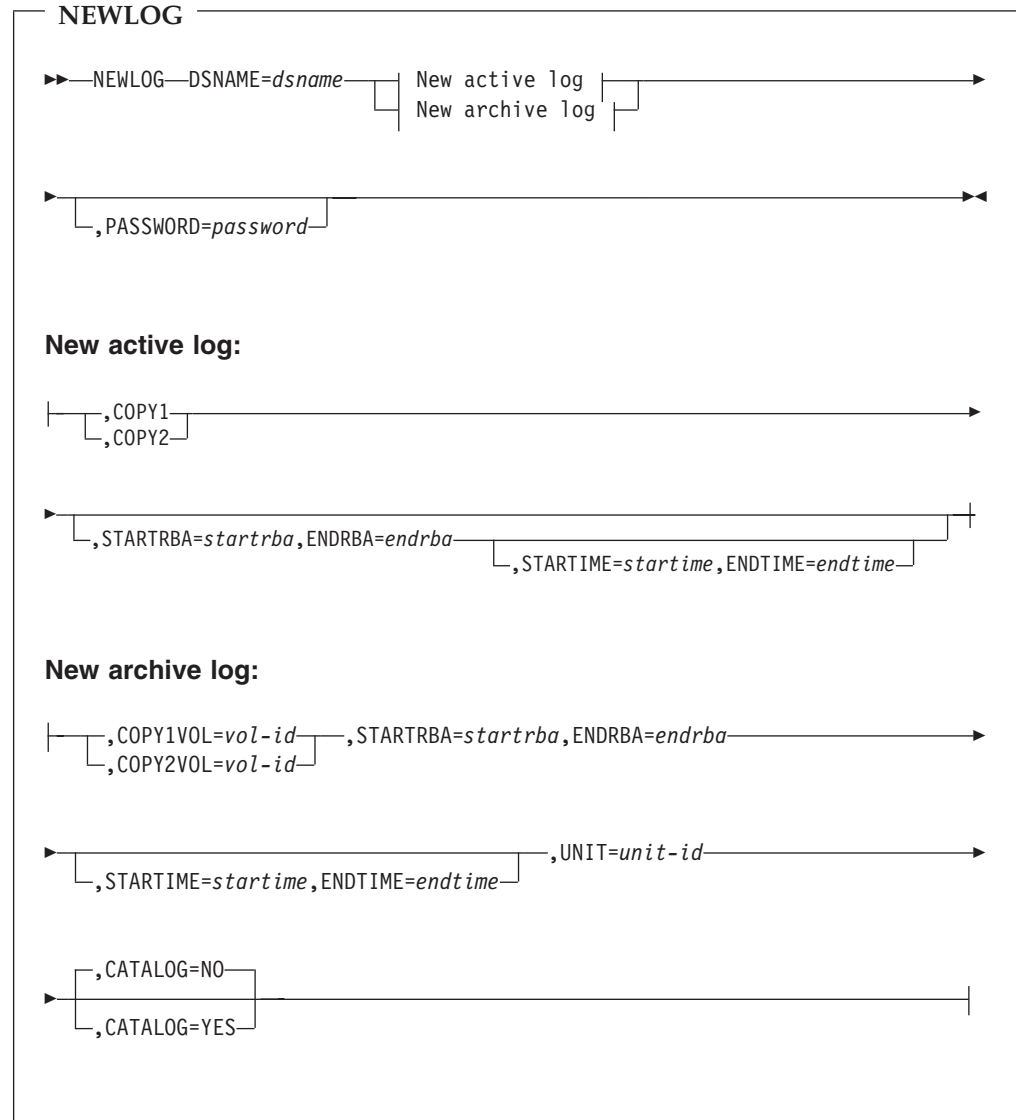 NEWLOG
NEWLOG DSNAME=dsname New active log
New archive log
,PASSWORD=password
New active log:
,COPY1
,COPY2
,STARTRBA=startrba,ENDRBA=endrba
,STARTIME=startime,ENDTIME=endtime
New archive log:
,COPY1VOL=vol-id ,STARTRBA=startrba,ENDRBA=endrba
,COPY2VOL=vol-id
,UNIT=unit-id
,STARTIME=startime,ENDTIME=endtime
,CATALOG=NO
,CATALOG=YES